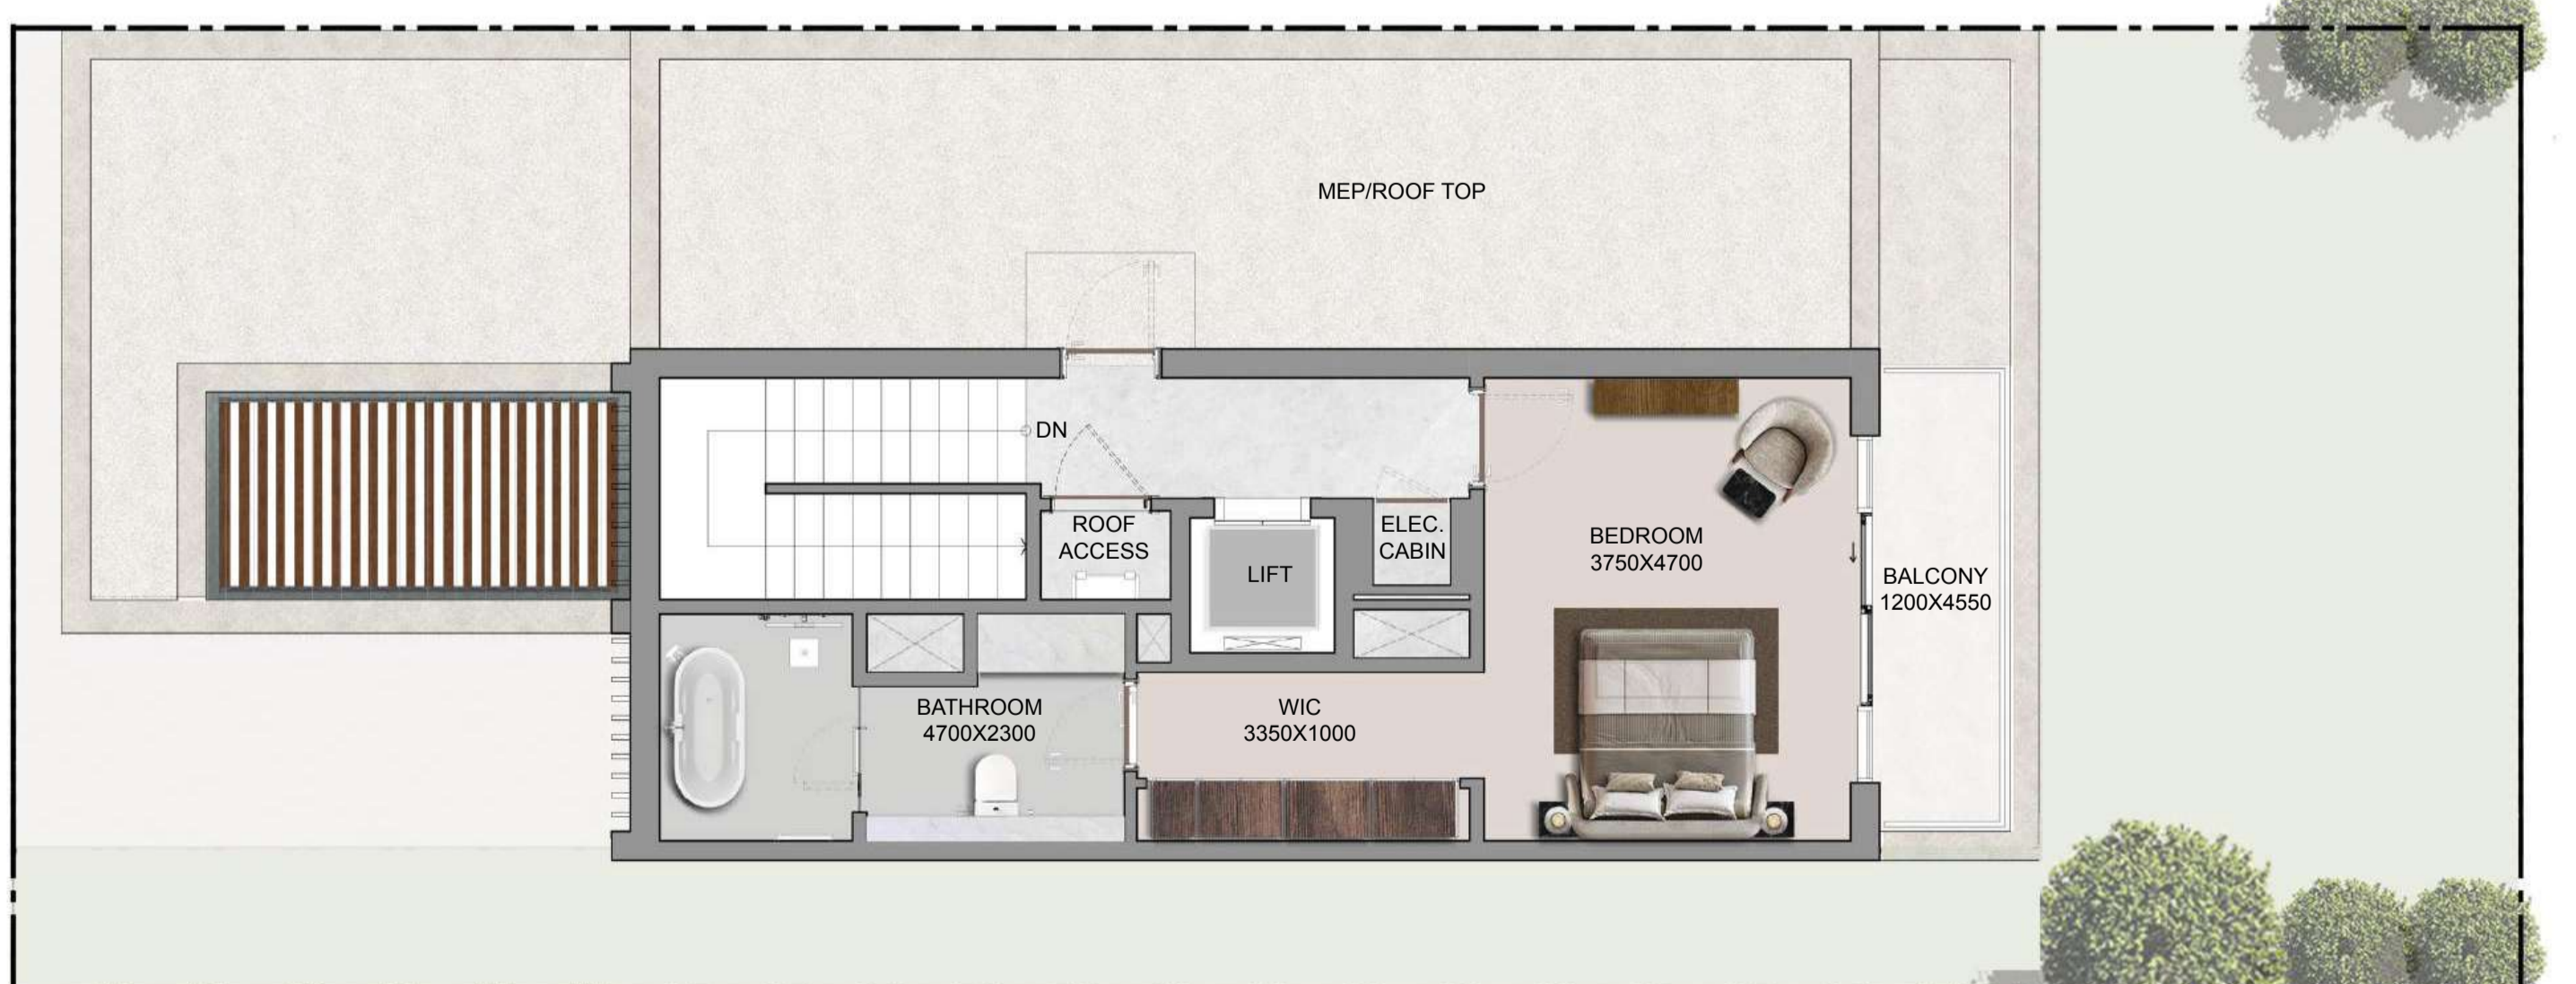 MEP/ROOF TOP
DN
ROOF
ACCESS
LIFT
ELEC.
CABIN
BEDROOM
3750X4700
BALCONY
1200X4550
BATHROOM
4700X2300
WIC
3350X1000